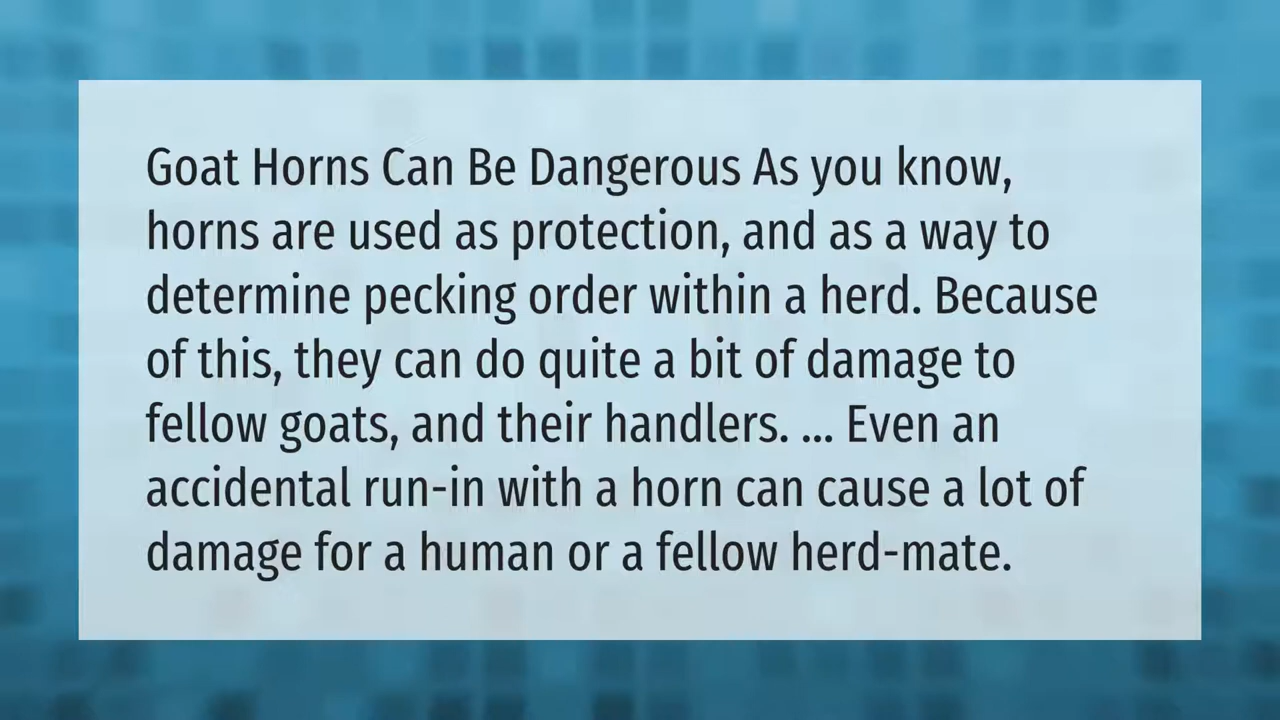 Goat Horns Can Be Dangerous As you know,
horns are used as protection, and as a way to
determine pecking order within a herd. Because
of this, they can do quite a bit of damage to
fellow goats, and their handlers. ... Even an
accidental run-in with a horn can cause a lot of
damage for a human or a fellow herd-mate.